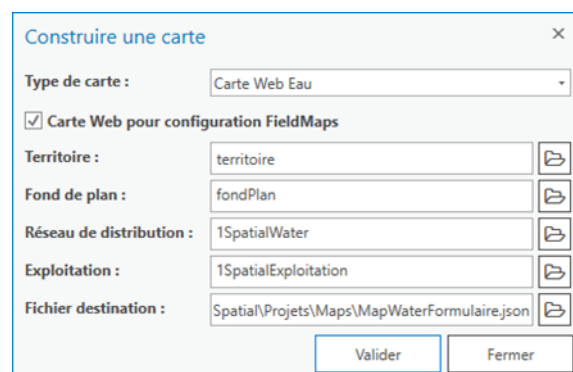 Construire une carte
Type de carte : Carte Web Eau
Carte Web pour configuration FieldMaps
Territoire : territoire
Fond de plan : fondPlan
Réseau de distribution : 1SpatialWater
Exploitation : 1SpatialExploitation
Fichier destination : Spatial\Projets\Maps\MapWaterFormulaire.json
Valider Fermer